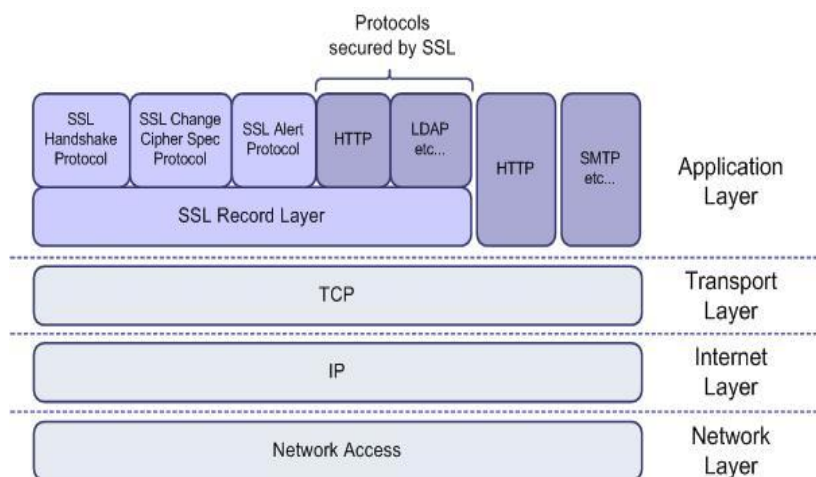 Protocols
secured by SSL
SSL
Handshake
Protocol
SSL Change
Cipher Spec
Protocol
SSL Alert
Protocol
HTTP
LDAP
etc...
HTTP
SMTP
etc...
Application
Layer
SSL Record Layer
TCP
Transport
Layer
IP
Internet
Layer
Network Access
Network
Layer